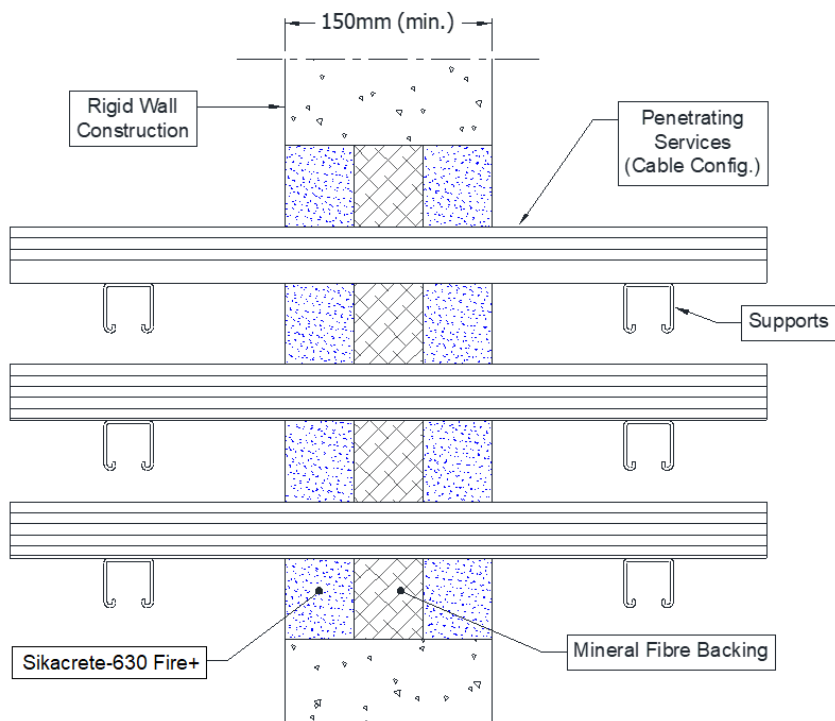 150mm (min.)
Rigid Wall
Construction
Penetrating
Services
(Cable Config.)
Supports
Sikacrete-630 Fire+
Mineral Fibre Backing